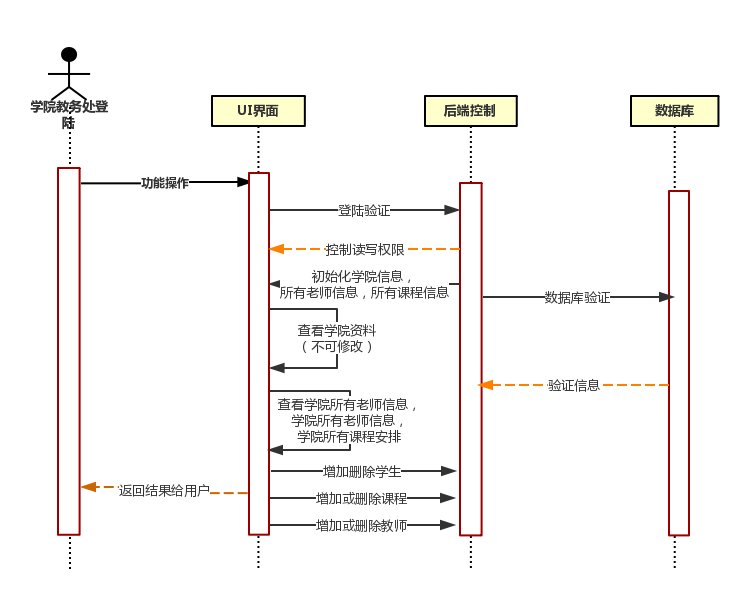 学院教务处登
陆
UI界面
后端控制
数据库
功能操作
登陆验证
控制读写权限
初始化学院信息，
所有老师信息，所有课程信息
数据库验证
查看学院资料
（不可修改）
验证信息
查看学院所有老师信息，
学院所有老师信息，
学院所有课程安排
增加删除学生
返回结果给用户
增加或删除课程
增加或删除教师